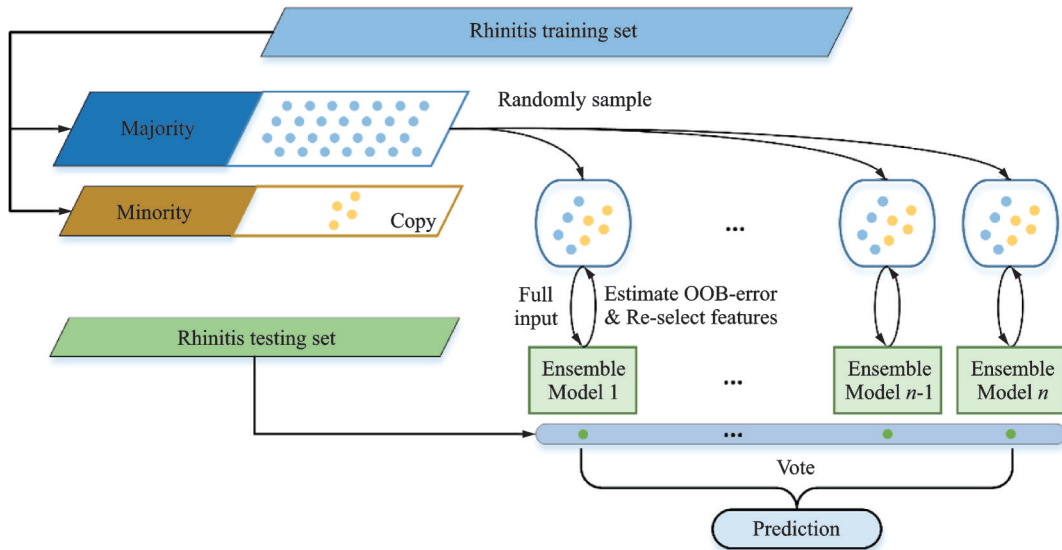 Rhinitis training set
Majority
Randomly sample
Minority
Copy
...
Full
input
Estimate OOB-error
& Re-select features
Rhinitis testing set
Ensemble
Model 1
...
Ensemble
Model n-1
Ensemble
Model n
...
Vote
Prediction